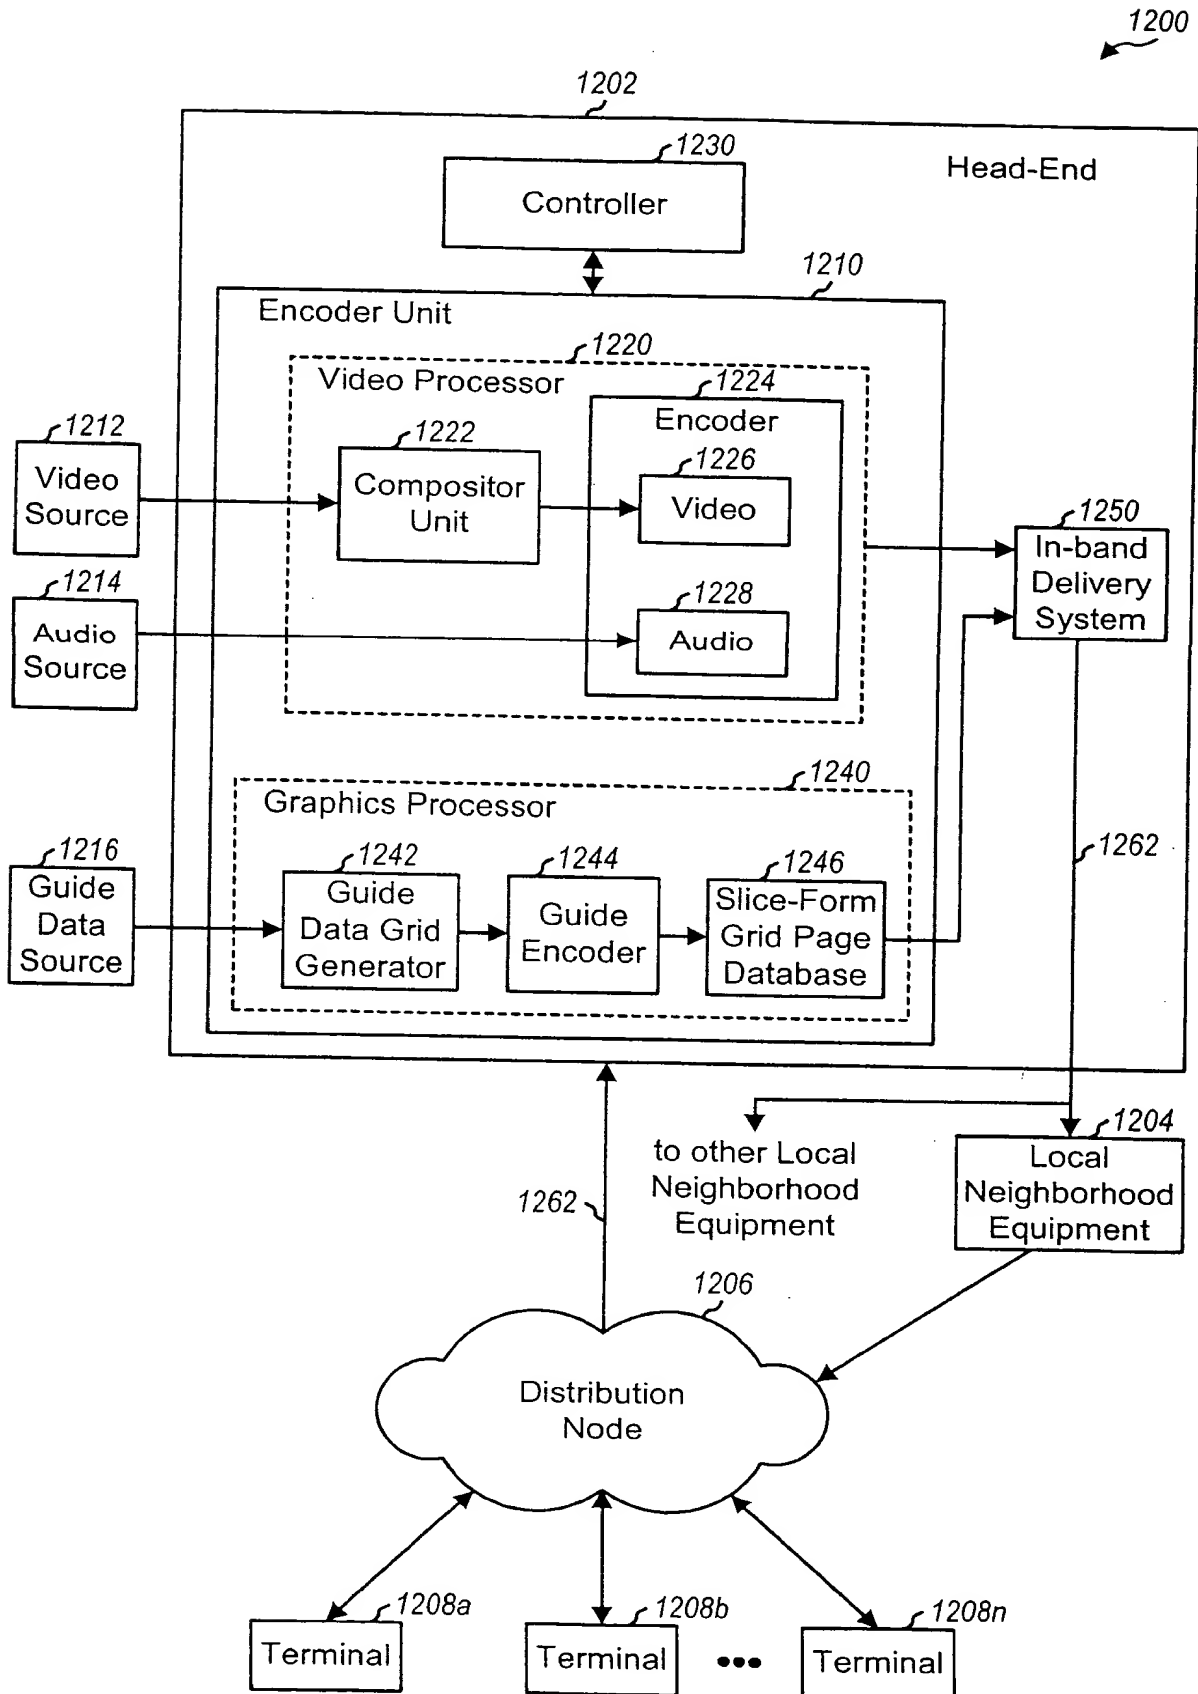 1200
1202
Head-End
1230
Controller
1210
Encoder Unit
1220
Video Processor
1224
Encoder
1212
Video
Source
1222
Compositor
Unit
1226
Video
1250
In-band
Delivery
System
1214
Audio
Source
1228
Audio
1240
Graphics Processor
1216
Guide
Data
Source
1242
Guide
Data Grid
Generator
1244
Guide
Encoder
1246
Slice-Form
Grid Page
Database
1262
to other Local
Neighborhood
Equipment
1204
Local
Neighborhood
Equipment
1262
1206
Distribution
Node
1208a
Terminal
1208b
Terminal
•••
1208n
Terminal